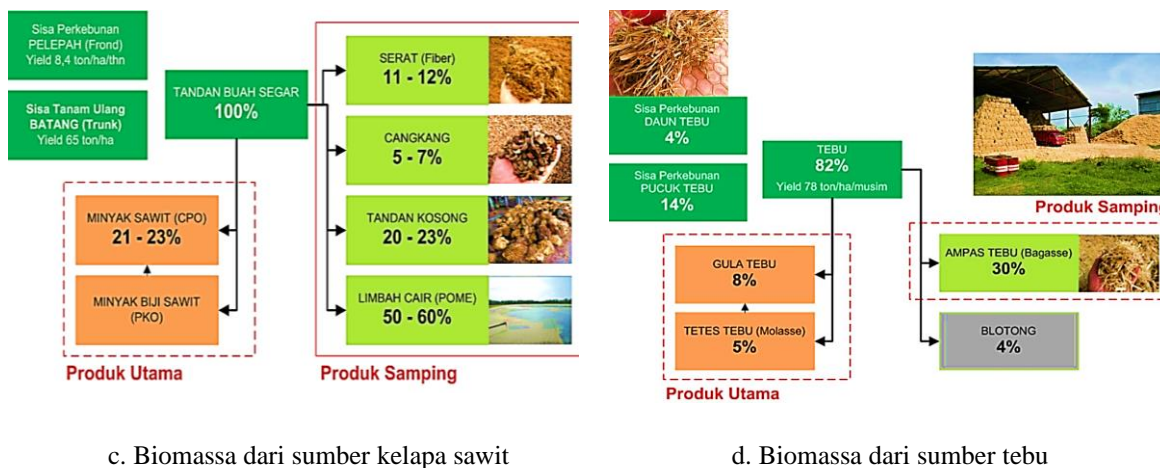 Sisa Perkebunan
PELEPAH (Frond)
Yield 8,4 ton/ha/thn
Sisa Tanam Ulang
BATANG (Trunk)
Yield 65 ton/ha
TANDAN BUAH SEGAR
100%
SERAT (Fiber)
11 - 12%
CANGKANG
5 - 7%
TANDAN KOSONG
20 - 23%
LIMBAH CAIR (POME)
50 - 60%
MINYAK SAWIT (CPO)
21 - 23%
MINYAK BIJI SAWIT
(PKO)
Produk Utama
Produk Samping
c. Biomassa dari sumber kelapa sawit
Sisa Perkebunan
DAUN TEBU
4%
Sisa Perkebunan
PUCUK TEBU
14%
TEBU
82%
Yield 78 ton/ha/musim
Produk Samping
AMPAS TEBU (Bagasse)
30%
GULA TEBU
8%
TETES TEBU (Molasse)
5%
BLOTONG
4%
Produk Utama
d. Biomassa dari sumber tebu